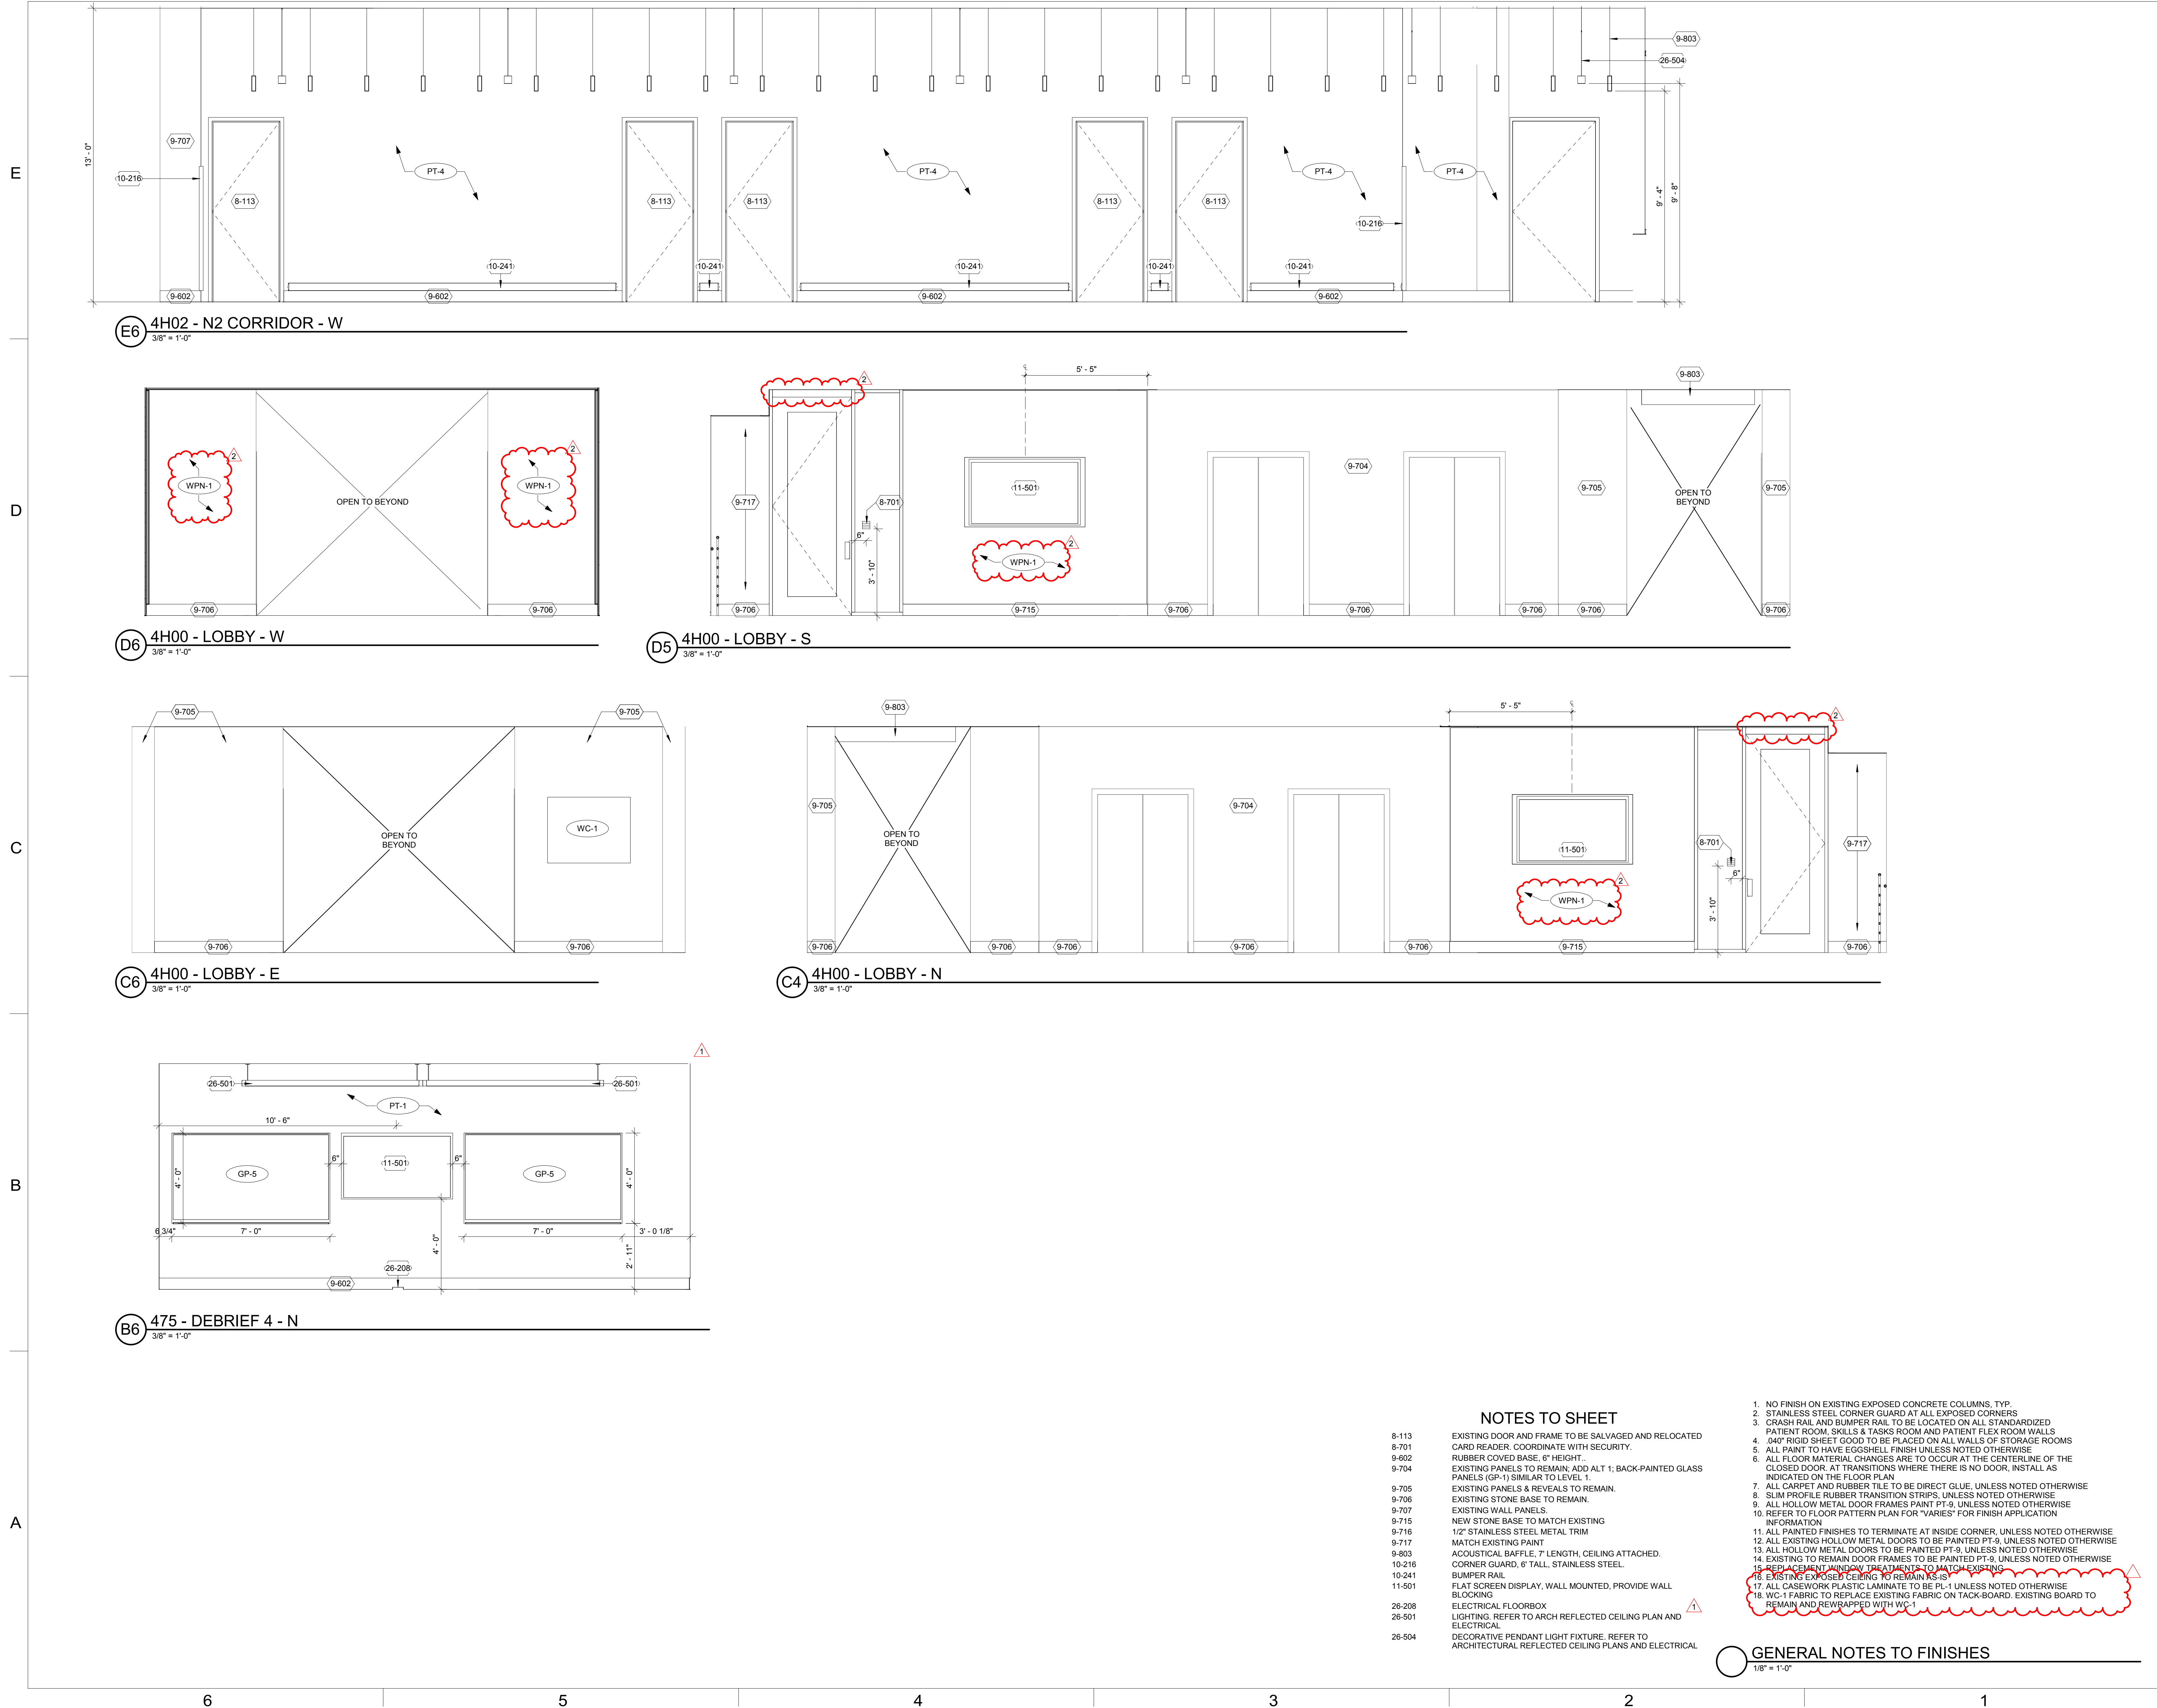 9-803
26-504
13' - 0"
9-707
10-216
8-113
PT-4
8-113
8-113
PT-4
8-113
8-113
PT-4
10-216
PT-4
9' - 4"
9' - 8"
10-241
10-241
10-241
10-241
10-241
9-602
9-602
9-602
9-602
E
E6
4H02 - N2 CORRIDOR - W
3/8" = 1'-0"
2
WPN-1
OPEN TO BEYOND
2
WPN-1
9-706
9-706
D
D6
4H00 - LOBBY - W
3/8" = 1'-0"
2
5' - 5"
9-803
9-717
8-701
6"
3' - 10"
11-501
2
WPN-1
9-704
9-705
OPEN TO
BEYOND
9-705
9-706
9-715
9-706
9-706
9-706
9-706
9-706
D5
4H00 - LOBBY - S
3/8" = 1'-0"
9-705
9-705
OPEN TO
BEYOND
WC-1
9-706
9-706
C
C6
4H00 - LOBBY - E
3/8" = 1'-0"
9-803
5' - 5"
2
9-705
OPEN TO
BEYOND
9-704
11-501
2
WPN-1
8-701
6"
3' - 10"
9-717
9-706
9-706
9-706
9-706
9-706
9-715
9-706
C4
4H00 - LOBBY - N
3/8" = 1'-0"
1
26-501
26-501
PT-1
10' - 6"
4' - 0"
GP-5
6"
11-501
6"
GP-5
4' - 0"
6 3/4"
7' - 0"
4' - 0"
7' - 0"
3' - 0 1/8"
2' - 11"
26-208
9-602
B
B6
475 - DEBRIEF 4 - N
3/8" = 1'-0"
A
NOTES TO SHEET
8-113 EXISTING DOOR AND FRAME TO BE SALVAGED AND RELOCATED
8-701 CARD READER. COORDINATE WITH SECURITY.
9-602 RUBBER COVED BASE, 6" HEIGHT..
9-704 EXISTING PANELS TO REMAIN; ADD ALT 1; BACK-PAINTED GLASS
PANELS (GP-1) SIMILAR TO LEVEL 1.
9-705 EXISTING PANELS & REVEALS TO REMAIN.
9-706 EXISTING STONE BASE TO REMAIN.
9-707 EXISTING WALL PANELS.
9-715 NEW STONE BASE TO MATCH EXISTING
9-716 1/2" STAINLESS STEEL METAL TRIM
9-717 MATCH EXISTING PAINT
9-803 ACOUSTICAL BAFFLE, 7' LENGTH, CEILING ATTACHED.
10-216 CORNER GUARD, 6' TALL, STAINLESS STEEL.
10-241 BUMPER RAIL
11-501 FLAT SCREEN DISPLAY, WALL MOUNTED, PROVIDE WALL
BLOCKING
26-208 ELECTRICAL FLOORBOX
1
26-501 LIGHTING. REFER TO ARCH REFLECTED CEILING PLAN AND
ELECTRICAL
26-504 DECORATIVE PENDANT LIGHT FIXTURE. REFER TO
ARCHITECTURAL REFLECTED CEILING PLANS AND ELECTRICAL
1. NO FINISH ON EXISTING EXPOSED CONCRETE COLUMNS, TYP.
2. STAINLESS STEEL CORNER GUARD AT ALL EXPOSED CORNERS
3. CRASH RAIL AND BUMPER RAIL TO BE LOCATED ON ALL STANDARDIZED
PATIENT ROOM, SKILLS & TASKS ROOM AND PATIENT FLEX ROOM WALLS
4. .040" RIGID SHEET GOOD TO BE PLACED ON ALL WALLS OF STORAGE ROOMS
5. ALL PAINT TO HAVE EGGSHELL FINISH UNLESS NOTED OTHERWISE
6. ALL FLOOR MATERIAL CHANGES ARE TO OCCUR AT THE CENTERLINE OF THE
CLOSED DOOR. AT TRANSITIONS WHERE THERE IS NO DOOR, INSTALL AS
INDICATED ON THE FLOOR PLAN
7. ALL CARPET AND RUBBER TILE TO BE DIRECT GLUE, UNLESS NOTED OTHERWISE
8. SLIM PROFILE RUBBER TRANSITION STRIPS, UNLESS NOTED OTHERWISE
9. ALL HOLLOW METAL DOOR FRAMES PAINT PT-9, UNLESS NOTED OTHERWISE
10. REFER TO FLOOR PATTERN PLAN FOR "VARIES" FOR FINISH APPLICATION
INFORMATION
11. ALL PAINTED FINISHES TO TERMINATE AT INSIDE CORNER, UNLESS NOTED OTHERWISE
12. ALL EXISTING HOLLOW METAL DOORS TO BE PAINTED PT-9, UNLESS NOTED OTHERWISE
13. ALL HOLLOW METAL DOORS TO BE PAINTED PT-9, UNLESS NOTED OTHERWISE
14. EXISTING TO REMAIN DOOR FRAMES TO BE PAINTED PT-9, UNLESS NOTED OTHERWISE
15. REPLACEMENT WINDOW TREATMENTS TO MATCH EXISTING
16. EXISTING EXPOSED CEILING TO REMAIN AS-IS
17. ALL CASEWORK PLASTIC LAMINATE TO BE PL-1 UNLESS NOTED OTHERWISE
18. WC-1 FABRIC TO REPLACE EXISTING FABRIC ON TACK-BOARD. EXISTING BOARD TO
REMAIN AND REWRAPPED WITH WC-1
GENERAL NOTES TO FINISHES
1/8" = 1'-0"
6 5 4 3 2 1